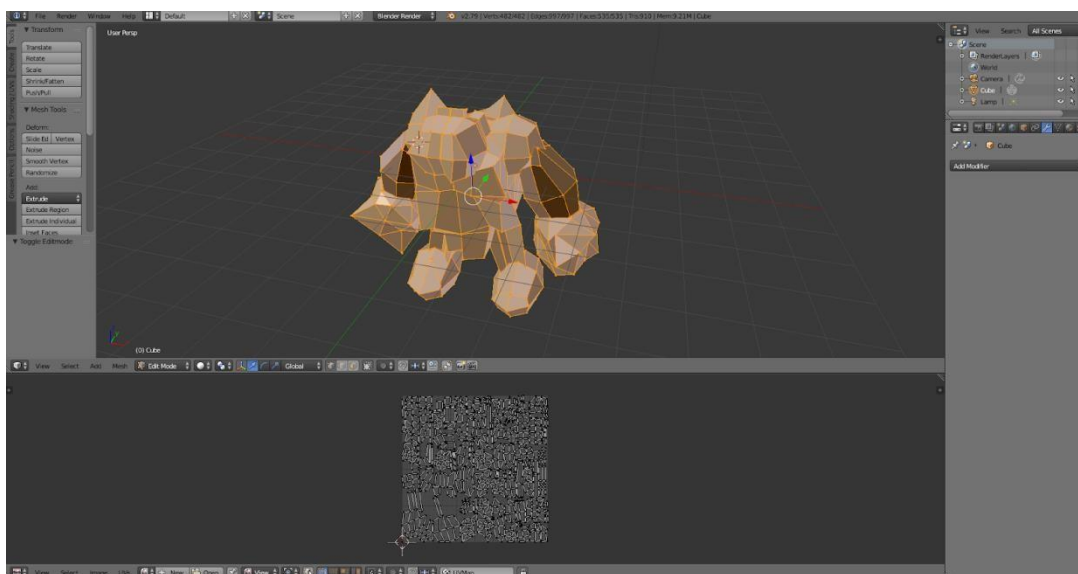 File Render Window Help Default Scene Blender Render v2.79 | Verts:482/482 | Edges:997/997 | Faces:535/535 | Tris:910 | Mem:9.21M | Cube
View Search All Scenes
Transform
User Persp
Scene
Translate
RenderLayers
Rotate
World
Scale
Camera
Shrink/Fatten
Cube
Push/Pull
Lamp
Mesh Tools
Deform:
Slide Ed Vertex
Noise
Cube
Smooth Vertex
Add Modifier
Randomize
Add:
Extrude
Extrude Region
Extrude Individual
Inset Faces
Toggle Editmode
(0) Cube
View Select Add Mesh Edit Mode Global
View Select Image UVs New Open View UVMap